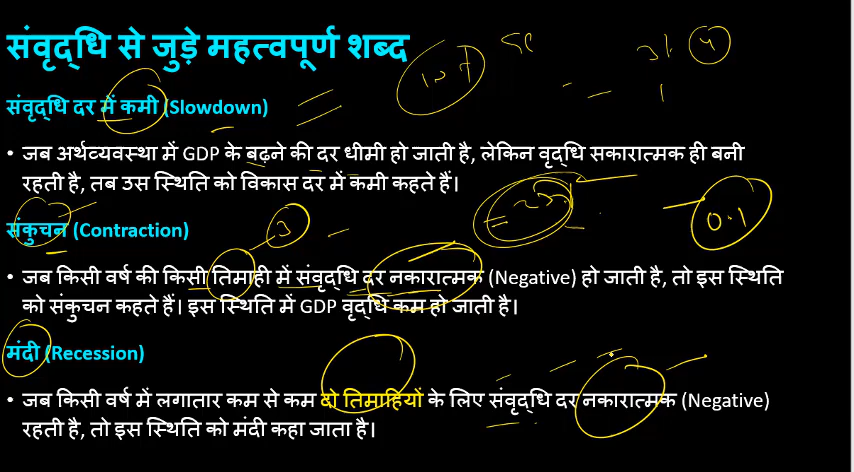 संवृद्धि से जुड़े महत्वपूर्ण शब्द
संवृद्धि दर में कमी (Slowdown)
• जब अर्थव्यवस्था में GDP के बढ़ने की दर धीमी हो जाती है, लेकिन वृद्धि सकारात्मक ही बनी
रहती है, तब उस स्थिति को विकास दर में कमी कहते हैं।
संकुचन (Contraction)
• जब किसी वर्ष की किसी तिमाही में संवृद्धि दर नकारात्मक (Negative) हो जाती है, तो इस स्थिति
को संकुचन कहते हैं। इस स्थिति में GDP वृद्धि कम हो जाती है।
3
0.1
मंदी (Recession)
• जब किसी वर्ष में लगातार कम से कम दो तिमाहियों के लिए संवृद्धि दर नकारात्मक (Negative)
रहती है, तो इस स्थिति को मंदी कहा जाता है।